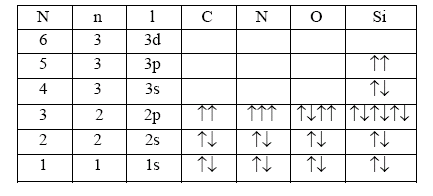 N n l C N O Si
6 3 3d
5 3 3p ↑↑
4 3 3s ↑↓
3 2 2p ↑↑ ↑↑↑ ↑↓↑↑ ↑↓↑↓↑↓
2 2 2s ↑↓ ↑↓ ↑↓ ↑↓
1 1 1s ↑↓ ↑↓ ↑↓ ↑↓